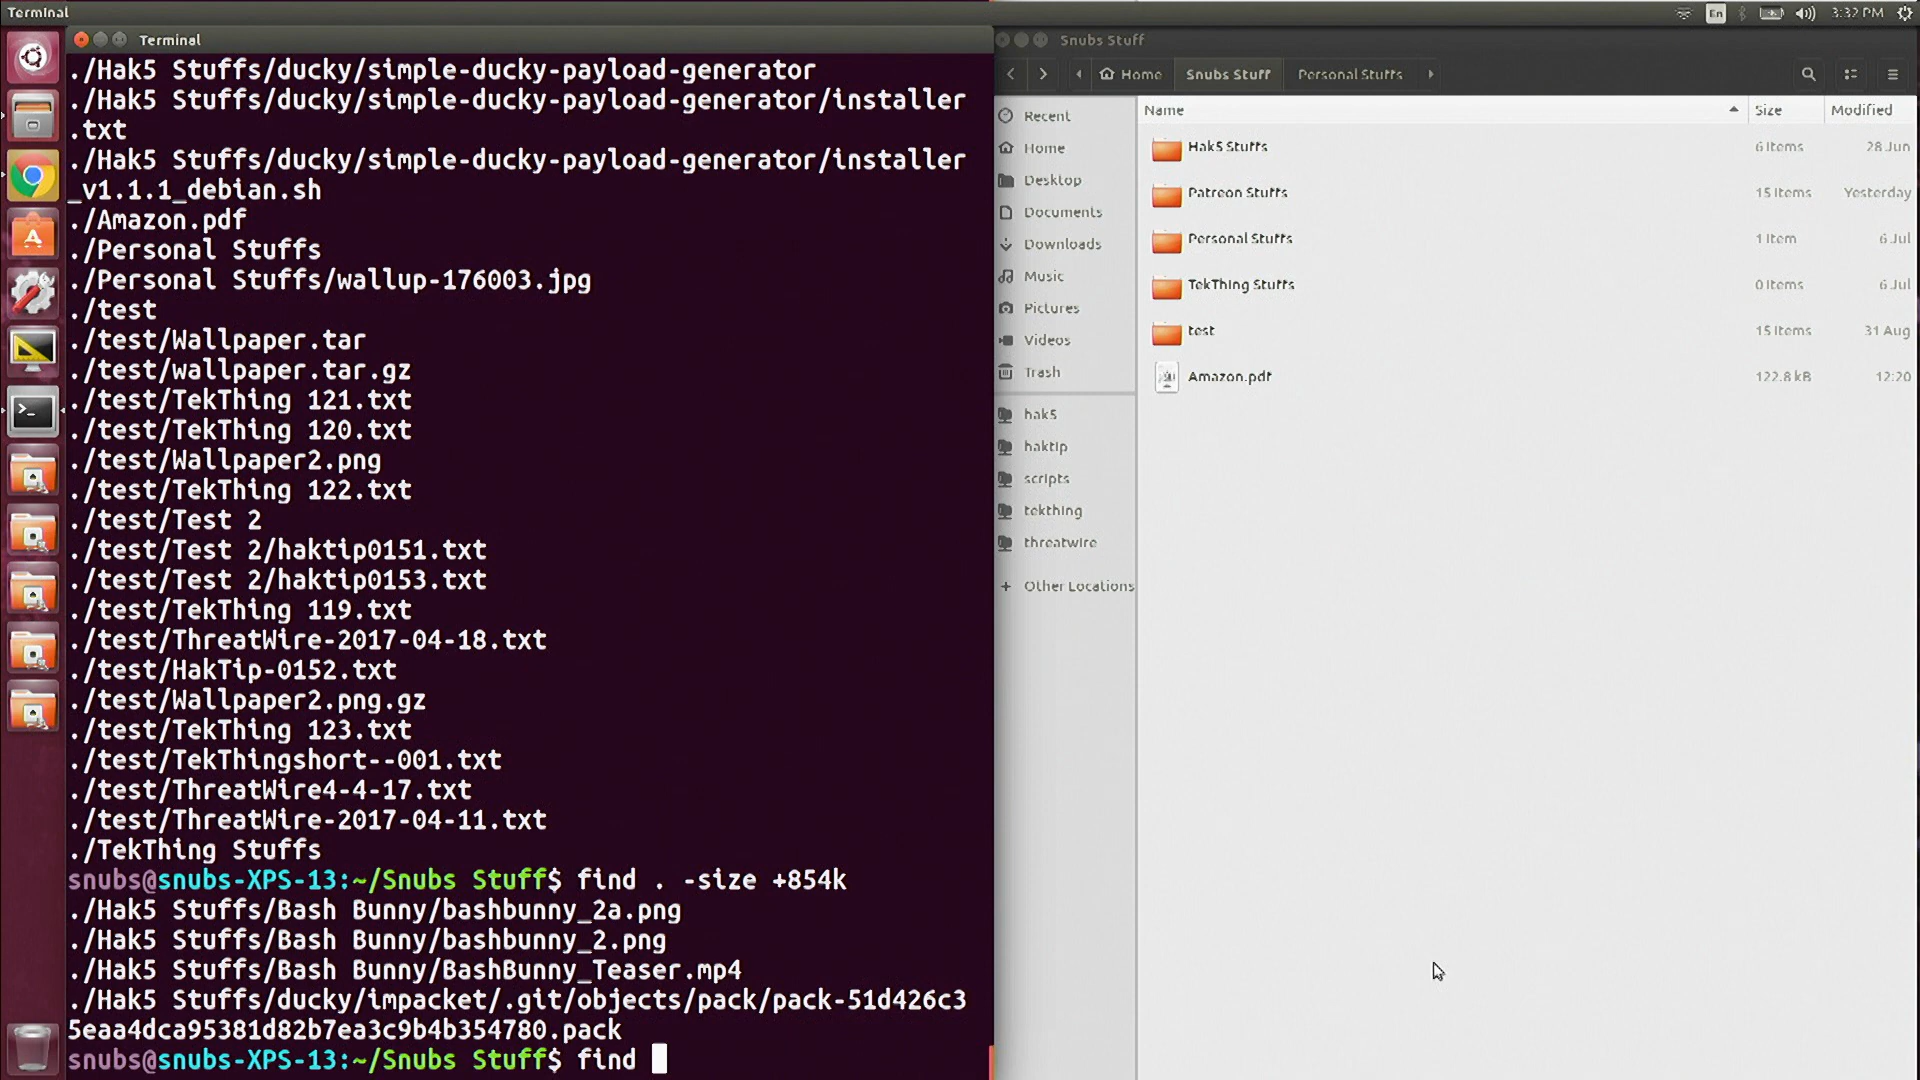 Terminal
En
3:32 PM
Terminal
./Hak5 Stuffs/ducky/simple-ducky-payload-generator
./Hak5 Stuffs/ducky/simple-ducky-payload-generator/installer
.txt
./Hak5 Stuffs/ducky/simple-ducky-payload-generator/installer
_v1.1.1_debian.sh
./Amazon.pdf
./Personal Stuffs
./Personal Stuffs/wallup-176003.jpg
./test
./test/Wallpaper.tar
./test/wallpaper.tar.gz
./test/TekThing 121.txt
./test/TekThing 120.txt
./test/Wallpaper2.png
./test/TekThing 122.txt
./test/Test 2
./test/Test 2/haktip0151.txt
./test/Test 2/haktip0153.txt
./test/TekThing 119.txt
./test/ThreatWire-2017-04-18.txt
./test/HakTip-0152.txt
./test/Wallpaper2.png.gz
./test/TekThing 123.txt
./test/TekThingshort--001.txt
./test/ThreatWire4-4-17.txt
./test/ThreatWire-2017-04-11.txt
./TekThing Stuffs
snubs@snubs-XPS-13:~/Snubs Stuff$ find . -size +854k
./Hak5 Stuffs/Bash Bunny/bashbunny_2a.png
./Hak5 Stuffs/Bash Bunny/bashbunny_2.png
./Hak5 Stuffs/Bash Bunny/BashBunny_Teaser.mp4
./Hak5 Stuffs/ducky/impacket/.git/objects/pack/pack-51d426c3
5eaa4dca95381d82b7ea3c9b4b354780.pack
snubs@snubs-XPS-13:~/Snubs Stuff$ find
Snubs Stuff
Home Snubs Stuff Personal Stuffs
Recent
Home
Desktop
Documents
Downloads
Music
Pictures
Videos
Trash
hak5
haktip
scripts
tekthing
threatwire
+ Other Locations
Name Size Modified
Hak5 Stuffs 6 items 28 Jun
Patreon Stuffs 15 items Yesterday
Personal Stuffs 1 item 6 Jul
TekThing Stuffs 0 items 6 Jul
test 15 items 31 Aug
Amazon.pdf 122.8 kB 12:20